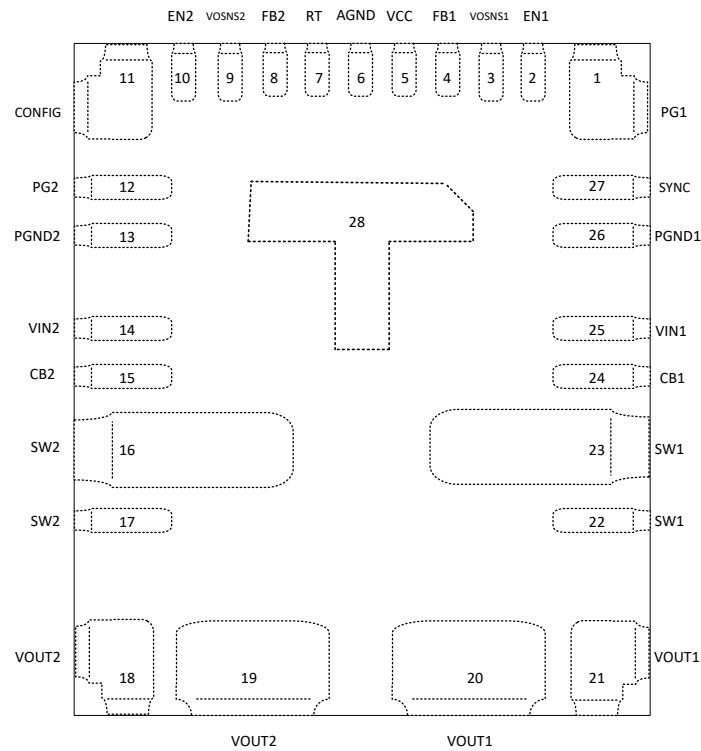 EN2 VOSNS2 FB2 RT AGND VCC FB1 VOSNS1 EN1
11 10 9 8 7 6 5 4 3 2 1
CONFIG PG1
PG2 12 27 SYNC
PGND2 13 28 26 PGND1
VIN2 14 25 VIN1
CB2 15 24 CB1
SW2 16 23 SW1
SW2 17 22 SW1
VOUT2 VOUT1
18 19 20 21
VOUT2 VOUT1